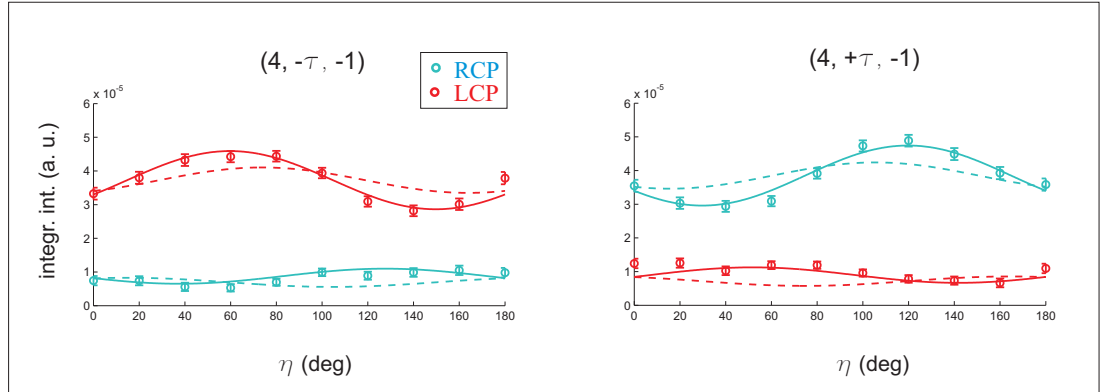 (4, -τ, -1)
RCP
LCP
x 10⁻⁵
6
5
4
3
2
1
0
0 20 40 60 80 100 120 140 160 180
integr. int. (a. u.)
η (deg)
(4, +τ, -1)
x 10⁻⁵
6
5
4
3
2
1
0
0 20 40 60 80 100 120 140 160 180
η (deg)